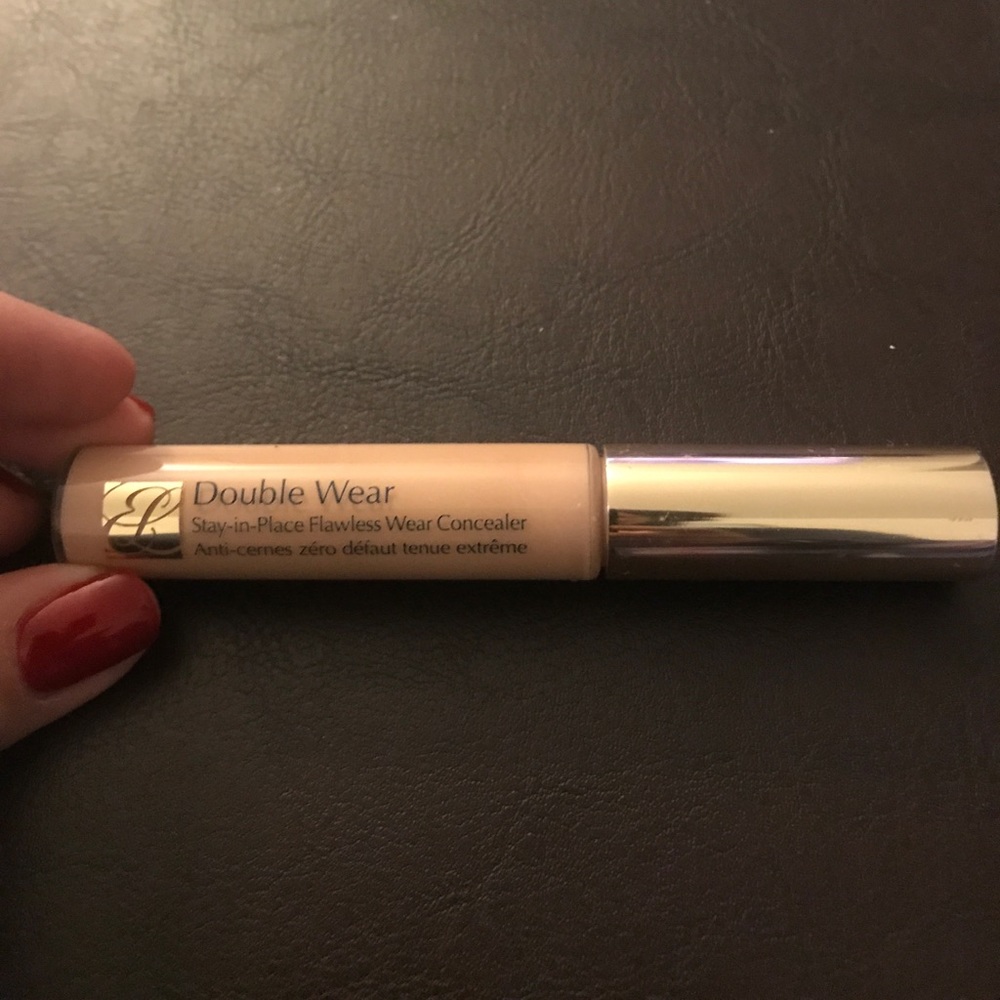 Double Wear
Stay-in-Place Flawless Wear Concealer
Anti-cernes zéro défaut tenue extrême